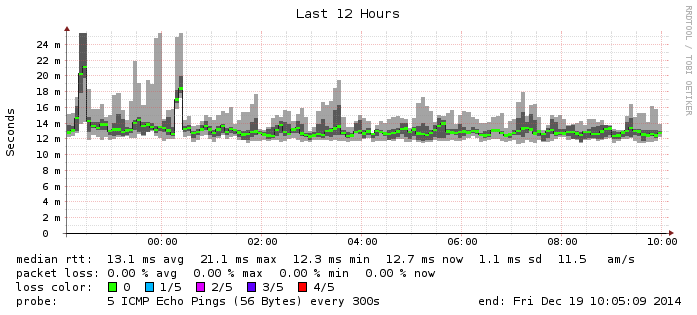 Last 12 Hours
RRDTOOL / TOBI OETIKER
Seconds
24 m
22 m
20 m
18 m
16 m
14 m
12 m
10 m
8 m
6 m
4 m
2 m
0
00:00 02:00 04:00 06:00 08:00 10:00
median rtt: 13.1 ms avg 21.1 ms max 12.3 ms min 12.7 ms now 1.1 ms sd 11.5 am/s
packet loss: 0.00 % avg 0.00 % max 0.00 % min 0.00 % now
loss color: 0 1/5 2/5 3/5 4/5
probe: 5 ICMP Echo Pings (56 Bytes) every 300s end: Fri Dec 19 10:05:09 2014